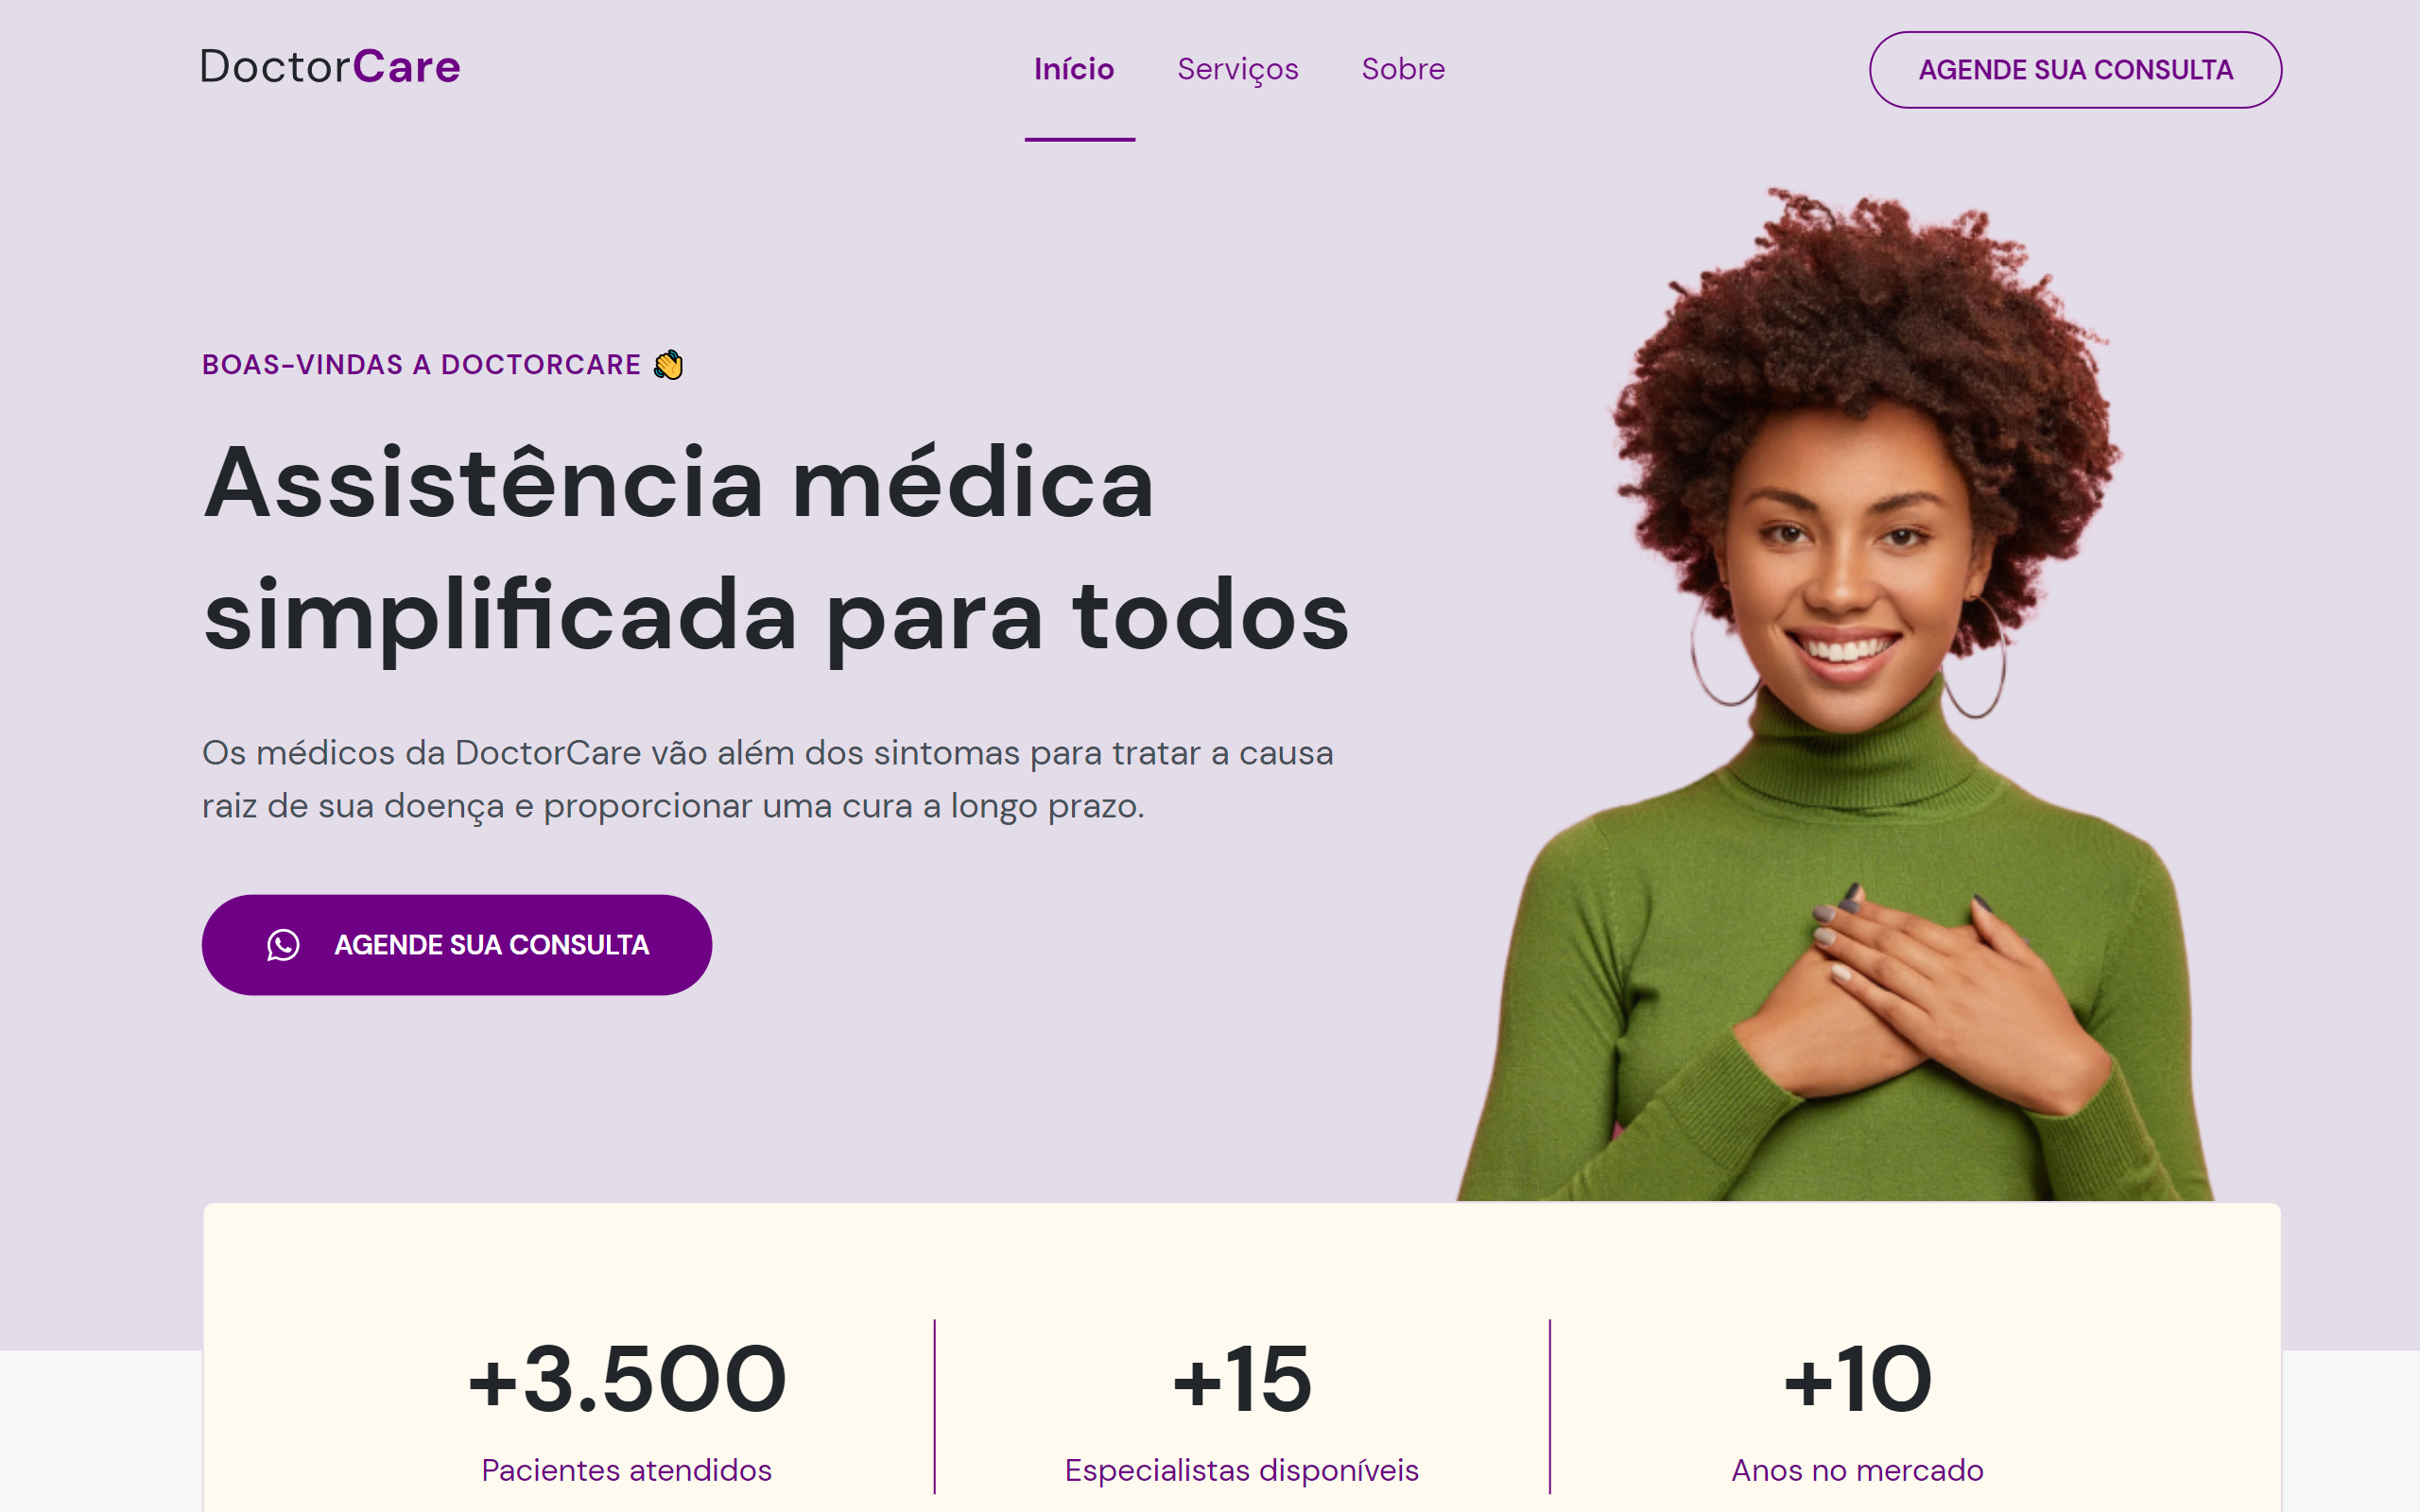 DoctorCare
Início
Serviços
Sobre
AGENDE SUA CONSULTA
BOAS-VINDAS A DOCTORCARE 👋
Assistência médica
simplificada para todos
Os médicos da DoctorCare vão além dos sintomas para tratar a causa
raiz de sua doença e proporcionar uma cura a longo prazo.
AGENDE SUA CONSULTA
+3.500
Pacientes atendidos
+15
Especialistas disponíveis
+10
Anos no mercado